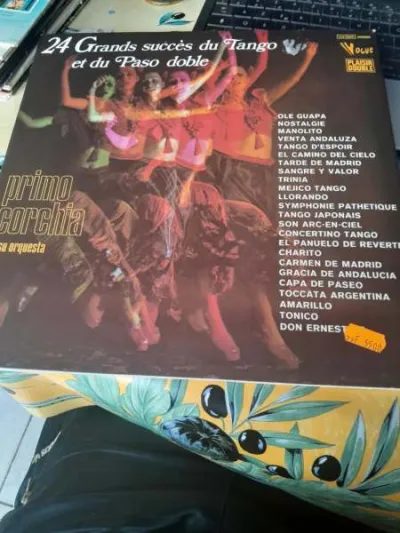 24 Grands succès du Tango
et du Paso doble
VOGUE
PLAISIR
DOUBLE
OLE GUAPA
NOSTALGIE
MANOLITO
VENTA ANDALUZA
TANGO D'ESPOIR
EL CAMINO DEL CIELO
TARDE DE MADRID
SANGRE Y VALOR
TRINIA
MEJICO TANGO
LLORANDO
SYMPHONIE PATHETIQUE
TANGO JAPONAIS
SON ARC-EN-CIEL
CONCERTINO TANGO
EL PANUELO DE REVERTE
CHARITO
CARMEN DE MADRID
GRACIA DE ANDALUCIA
CAPA DE PASEO
TOCCATA ARGENTINA
AMARILLO
TONICO
DON ERNEST
primo
corchia
su orquesta